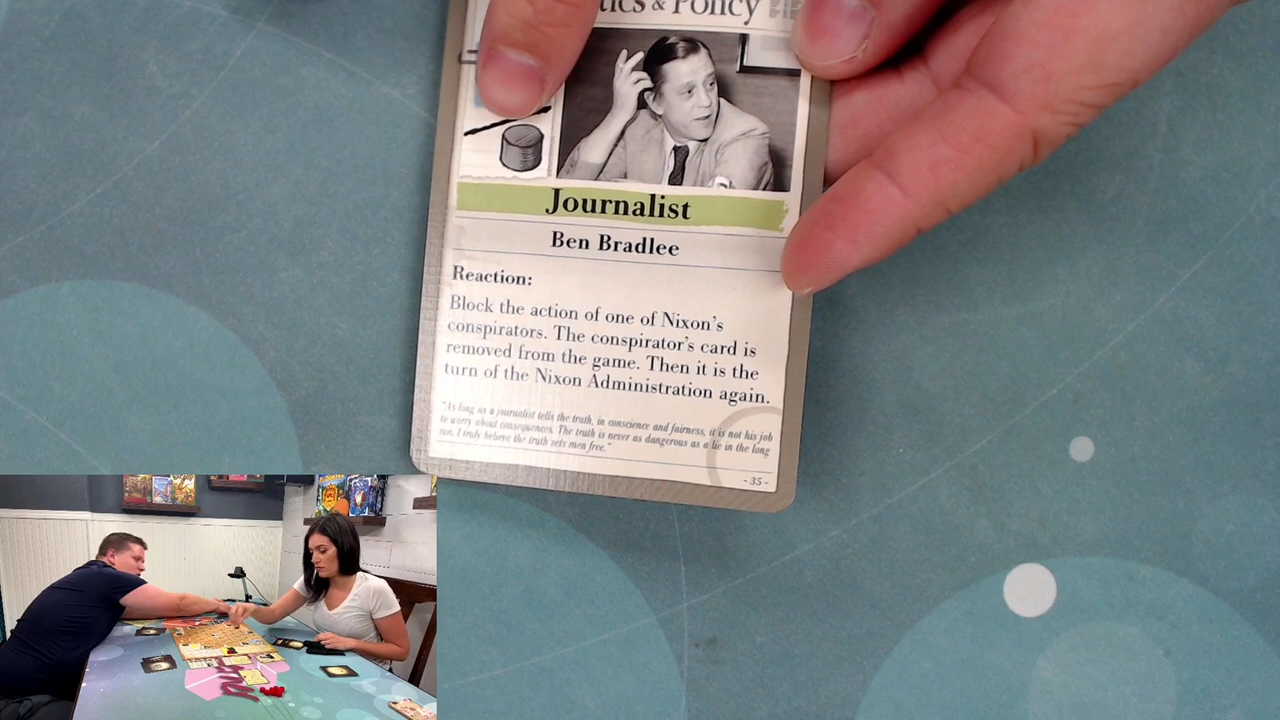 & Policy
Journalist
Ben Bradlee
Reaction:
Block the action of one of Nixon's
conspirators. The conspirator's card is
removed from the game. Then it is the
turn of the Nixon Administration again.
"As long as a journalist tells the truth, in conscience and fairness, it is not his job
to worry about consequences. The truth is never as dangerous as a lie in the long
run. I truly believe the truth sets men free."
- 35 -